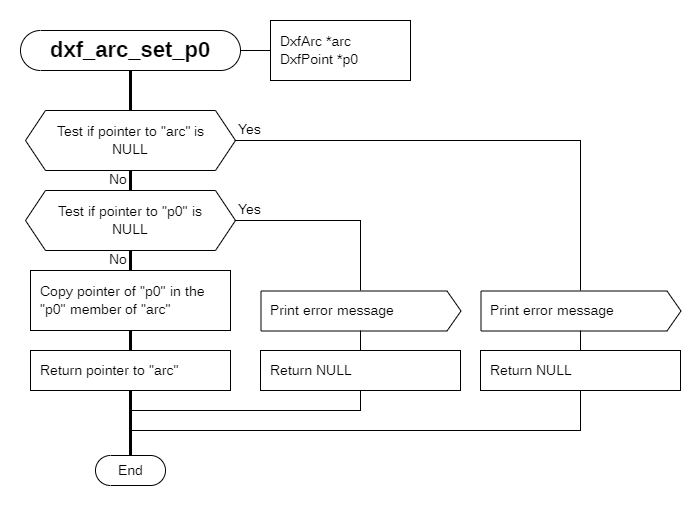 dxf_arc_set_p0
DxfArc *arc
DxfPoint *p0
Test if pointer to "arc" is
NULL
Yes
No
Test if pointer to "p0" is
NULL
Yes
No
Copy pointer of "p0" in the
"p0" member of "arc"
Print error message
Print error message
Return pointer to "arc"
Return NULL
Return NULL
End